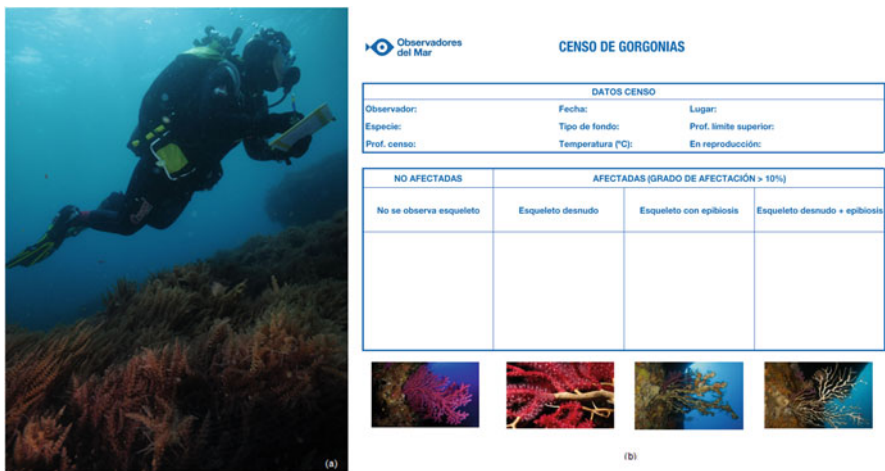 Observadores
del Mar
CENSO DE GORGONIAS
DATOS CENSO
Observador: Fecha: Lugar:
Especie: Tipo de fondo: Prof. límite superior:
Prof. censo: Temperatura (ºC): En reproducción:
NO AFECTADAS AFECTADAS (GRADO DE AFECTACIÓN > 10%)
No se observa esqueleto Esqueleto desnudo Esqueleto con epibiosis Esqueleto desnudo + epibiosis
(a)
(b)